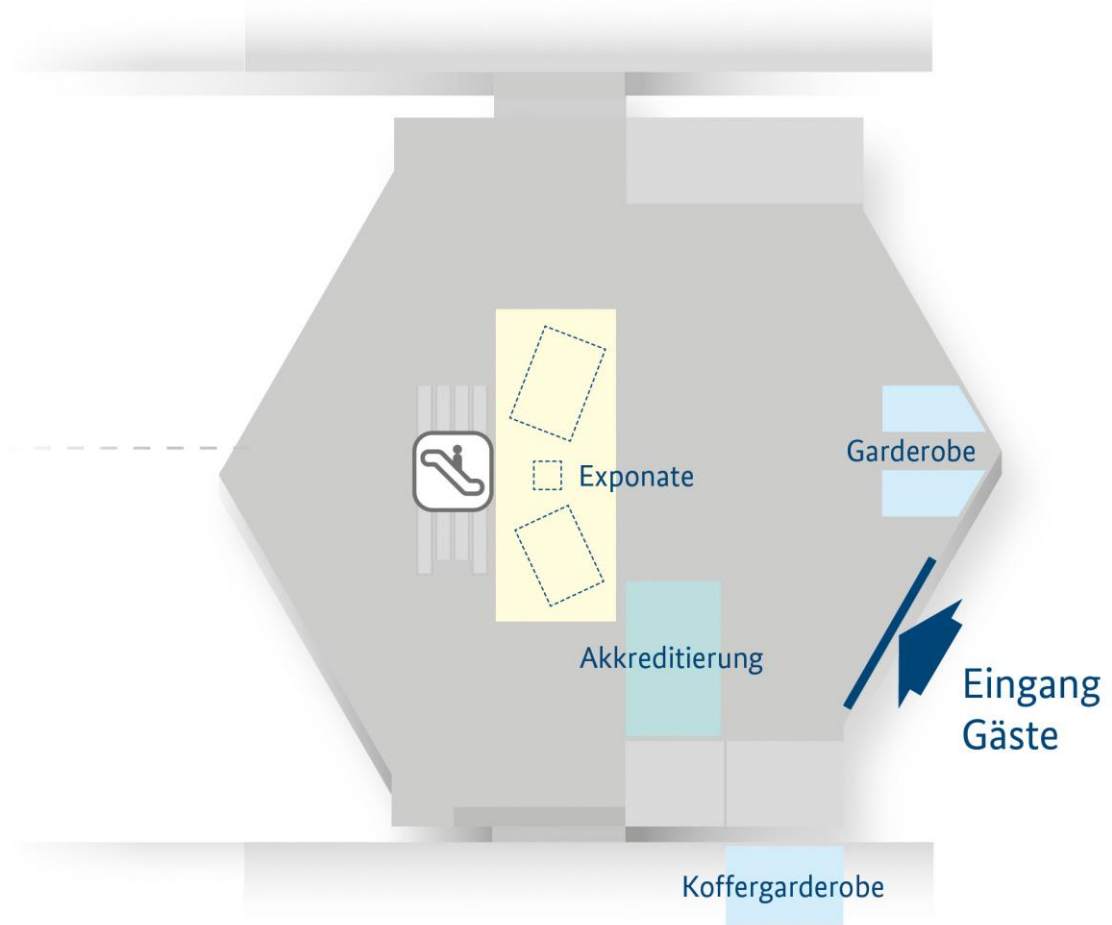 Garderobe
Exponate
Akkreditierung
Eingang
Gäste
Koffergarderobe